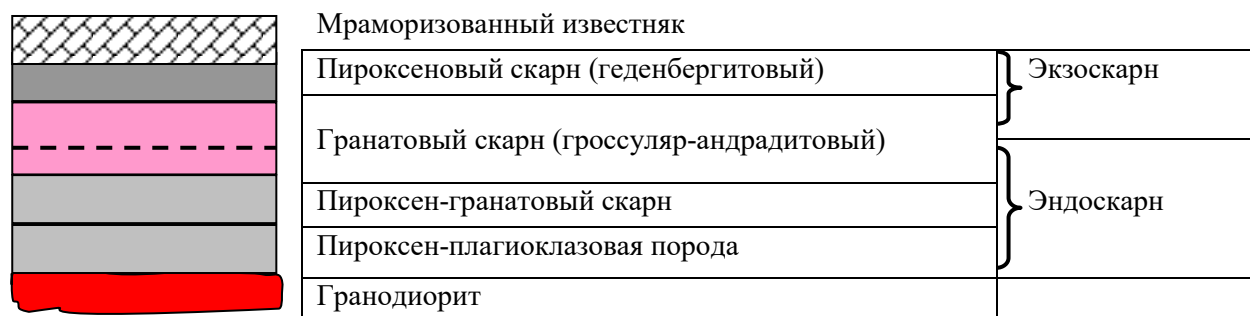 Мраморизованный известняк
Пироксеновый скарн (геденбергитовый)
Экзоскарн
Гранатовый скарн (гроссуляр-андрадитовый)
Пироксен-гранатовый скарн
Эндоскарн
Пироксен-плагиоклазовая порода
Гранодиорит